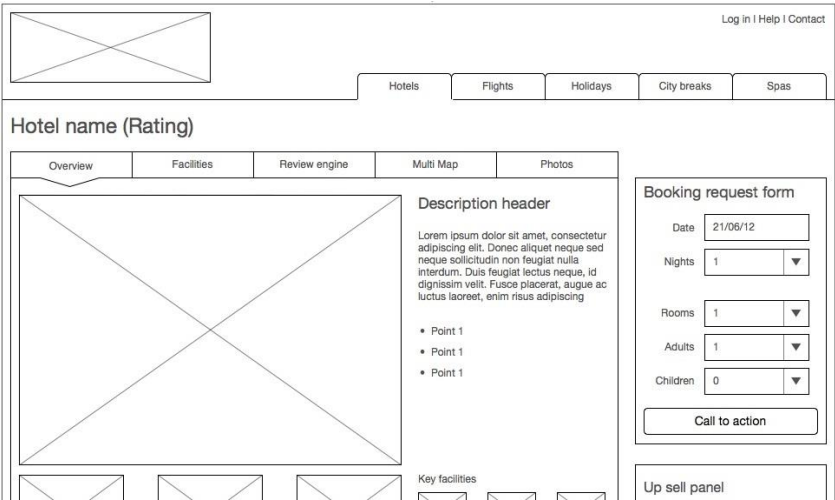 Log in I Help I Contact
Hotels
Flights
Holidays
City breaks
Spas
Hotel name (Rating)
Overview
Facilities
Review engine
Multi Map
Photos
Description header
Lorem ipsum dolor sit amet, consectetur
adipiscing elit. Donec aliquet neque sed
neque sollicitudin non feugiat nulla
interdum. Duis feugiat lectus neque, id
dignissim velit. Fusce placerat, augue ac
luctus laoreet, enim risus adipiscing
• Point 1
• Point 1
• Point 1
Key facilities
Booking request form
Date 21/06/12
Nights 1
Rooms 1
Adults 1
Children 0
Call to action
Up sell panel